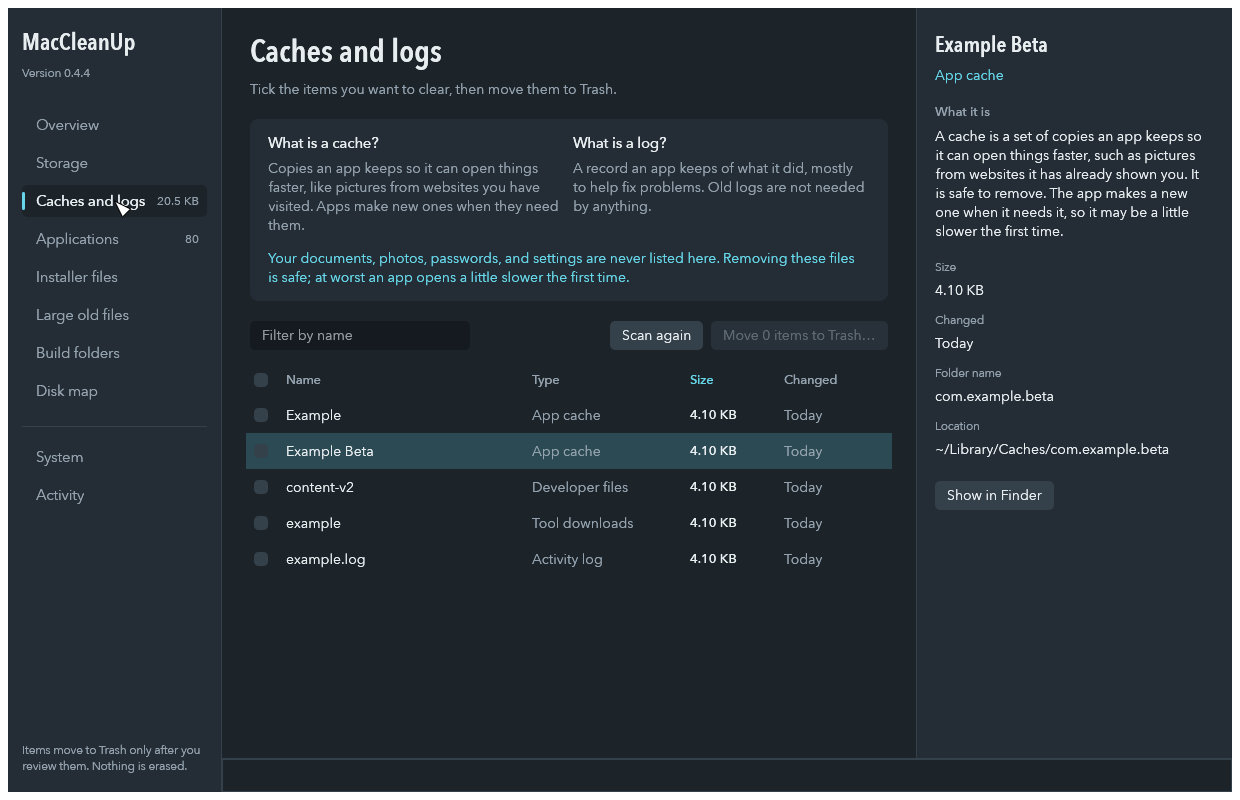 MacCleanUp
Version 0.4.4
Overview
Storage
Caches and logs 20.5 KB
Applications 80
Installer files
Large old files
Build folders
Disk map
System
Activity
Items move to Trash only after you
review them. Nothing is erased.
Caches and logs
Tick the items you want to clear, then move them to Trash.
What is a cache?
Copies an app keeps so it can open things
faster, like pictures from websites you have
visited. Apps make new ones when they need
them.
What is a log?
A record an app keeps of what it did, mostly
to help fix problems. Old logs are not needed
by anything.
Your documents, photos, passwords, and settings are never listed here. Removing these files
is safe; at worst an app opens a little slower the first time.
Filter by name
Scan again
Move 0 items to Trash…
Name Type Size Changed
Example App cache 4.10 KB Today
Example Beta App cache 4.10 KB Today
content-v2 Developer files 4.10 KB Today
example Tool downloads 4.10 KB Today
example.log Activity log 4.10 KB Today
Example Beta
App cache
What it is
A cache is a set of copies an app keeps so
it can open things faster, such as pictures
from websites it has already shown you. It
is safe to remove. The app makes a new
one when it needs it, so it may be a little
slower the first time.
Size
4.10 KB
Changed
Today
Folder name
com.example.beta
Location
~/Library/Caches/com.example.beta
Show in Finder